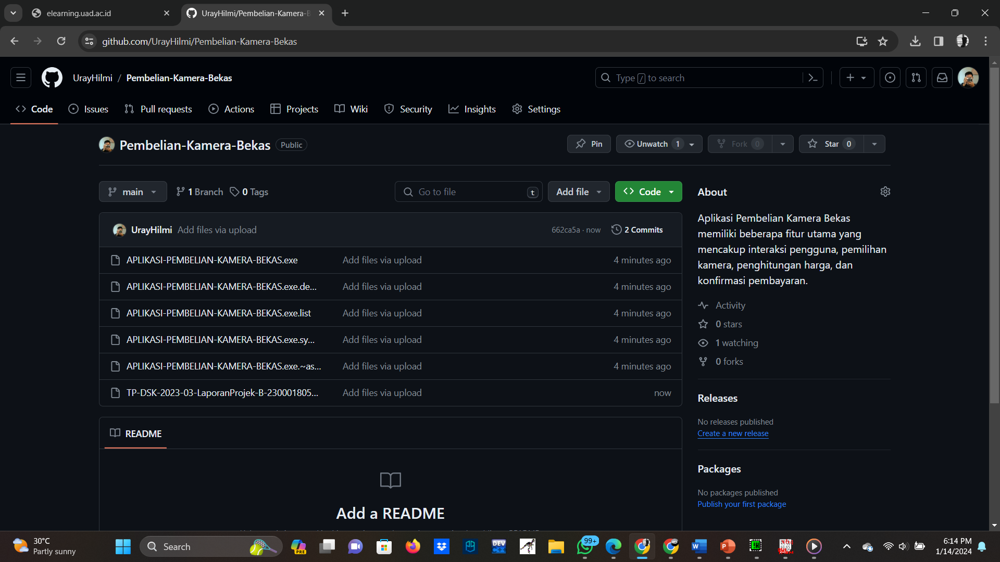 elearning.uad.ac.id
UrayHilmi/Pembelian-Kamera-B
github.com/UrayHilmi/Pembelian-Kamera-Bekas
UrayHilmi / Pembelian-Kamera-Bekas
Type / to search
Code
Issues
Pull requests
Actions
Projects
Wiki
Security
Insights
Settings
Pembelian-Kamera-Bekas
Public
Pin
Unwatch 1
Fork 0
Star 0
main
1 Branch
0 Tags
Go to file
t
Add file
Code
UrayHilmi Add files via upload
662ca5a · now
2 Commits
APLIKASI-PEMBELIAN-KAMERA-BEKAS.exe Add files via upload 4 minutes ago
APLIKASI-PEMBELIAN-KAMERA-BEKAS.exe.de... Add files via upload 4 minutes ago
APLIKASI-PEMBELIAN-KAMERA-BEKAS.exe.list Add files via upload 4 minutes ago
APLIKASI-PEMBELIAN-KAMERA-BEKAS.exe.sy... Add files via upload 4 minutes ago
APLIKASI-PEMBELIAN-KAMERA-BEKAS.exe.~as... Add files via upload 4 minutes ago
TP-DSK-2023-03-LaporanProjek-B-230001805... Add files via upload now
README
Add a README
About
Aplikasi Pembelian Kamera Bekas
memiliki beberapa fitur utama yang
mencakup interaksi pengguna, pemilihan
kamera, penghitungan harga, dan
konfirmasi pembayaran.
Activity
0 stars
1 watching
0 forks
Releases
No releases published
Create a new release
Packages
No packages published
Publish your first package
30°C
Partly sunny
Search
PRE
DEV
99+
6:14 PM
1/14/2024